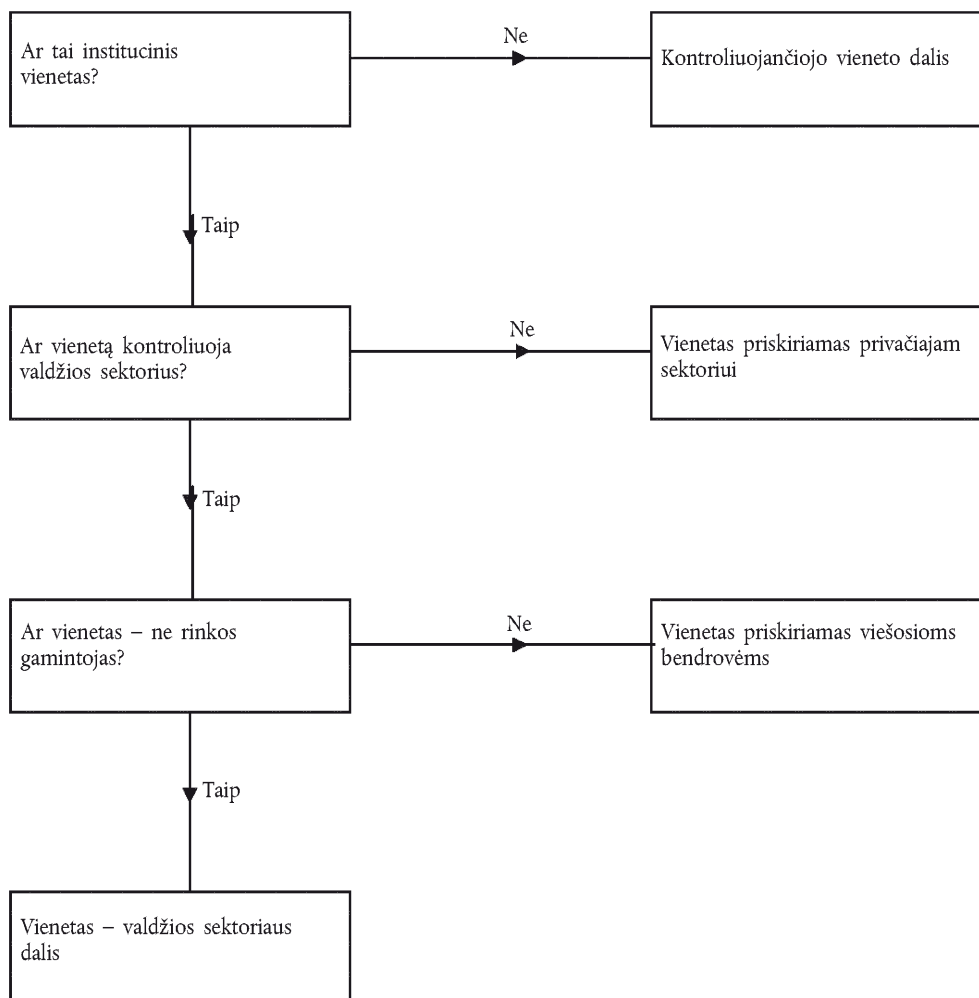 Ar tai institucinis
vienetas?
Ne
Kontroliuojančiojo vieneto dalis
Taip
Ar vienetą kontroliuoja
valdžios sektorius?
Ne
Vienetas priskiriamas privačiajam
sektoriui
Taip
Ar vienetas – ne rinkos
gamintojas?
Ne
Vienetas priskiriamas viešosioms
bendrovėms
Taip
Vienetas – valdžios sektoriaus
dalis